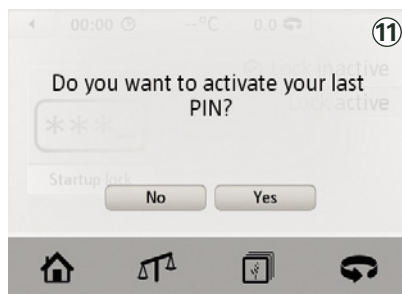 00:00 --°C 0.0
11
Lock inactive
Do you want to activate your last
PIN?
Lock active
***_
Startup lock
No Yes